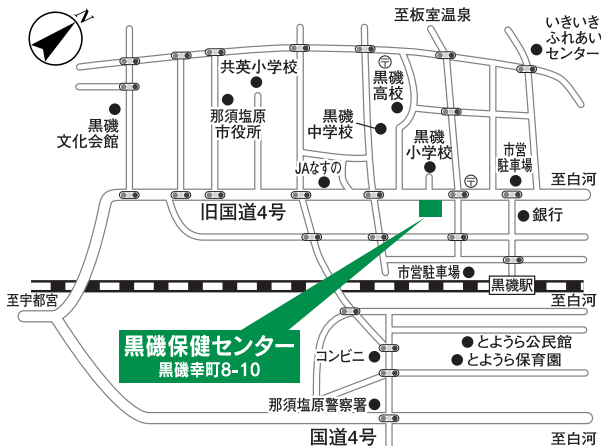 N
至板室温泉
いきいき
ふれあい
センター
共英小学校
〒
黒磯
高校
那須塩原
市役所
黒磯
中学校
黒磯
文化会館
黒磯
小学校
市営
駐車場
JAなすの
〒
至白河
旧国道4号
銀行
市営駐車場
黒磯駅
至宇都宮
至白河
黒磯保健センター
黒磯幸町8-10
コンビニ
とようら公民館
とようら保育園
那須塩原警察署
国道4号
至白河